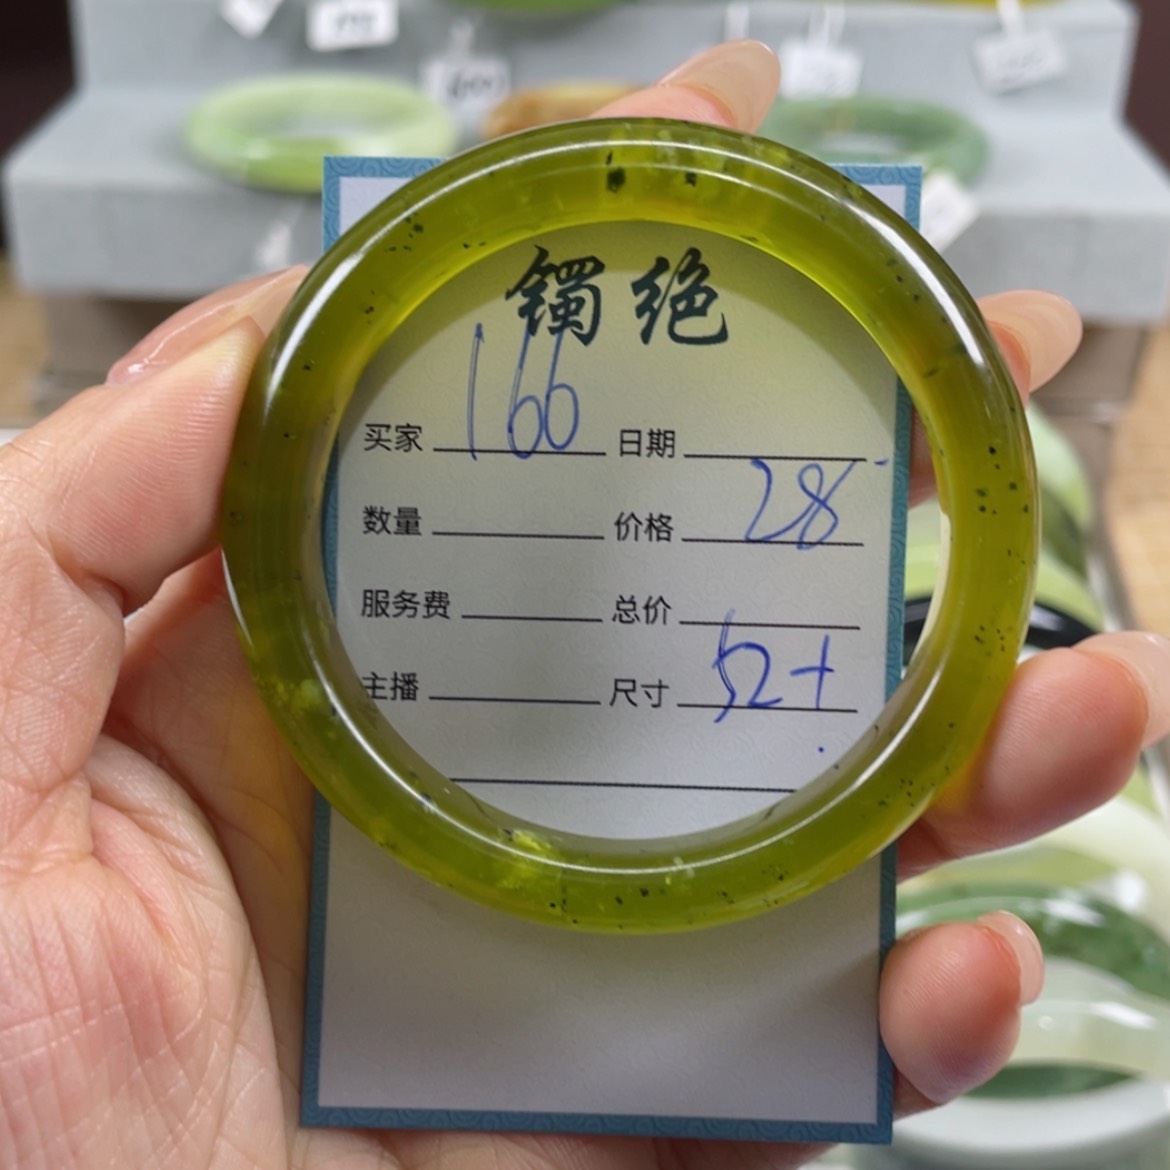 镯绝
买家 166 日期
数量 价格 28
服务费 总价
主播 尺寸 52+